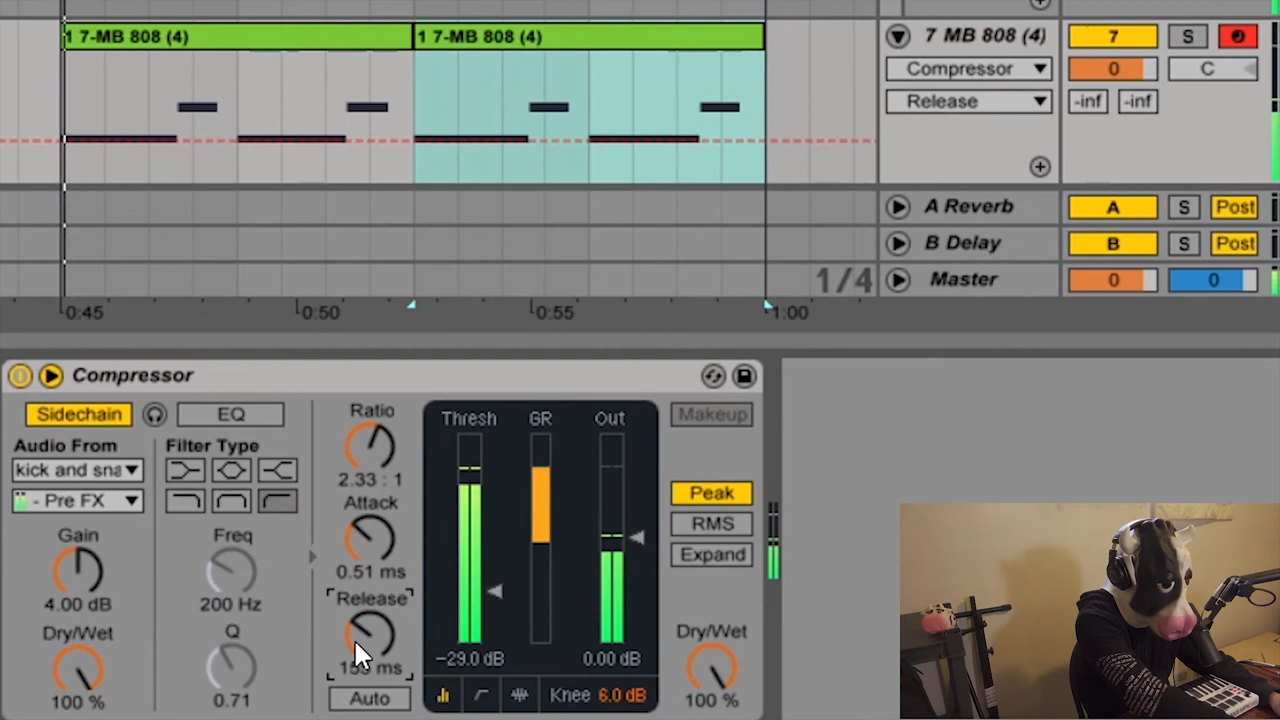 1 7-MB 808 (4)
1 7-MB 808 (4)
7 MB 808 (4)
7
S
Compressor
0
C
Release
-inf
-inf
A Reverb
A
S
Post
B Delay
B
S
Post
1/4
Master
0
0
0:45
0:50
0:55
1:00
Compressor
Sidechain
EQ
Audio From
Filter Type
kick and sna
- Pre FX
Gain
4.00 dB
Freq
200 Hz
Dry/Wet
100 %
Q
0.71
Ratio
2.33 : 1
Attack
0.51 ms
Release
ms
Auto
Thresh
GR
Out
-29.0 dB
0.00 dB
Knee 6.0 dB
Makeup
Peak
RMS
Expand
Dry/Wet
100 %